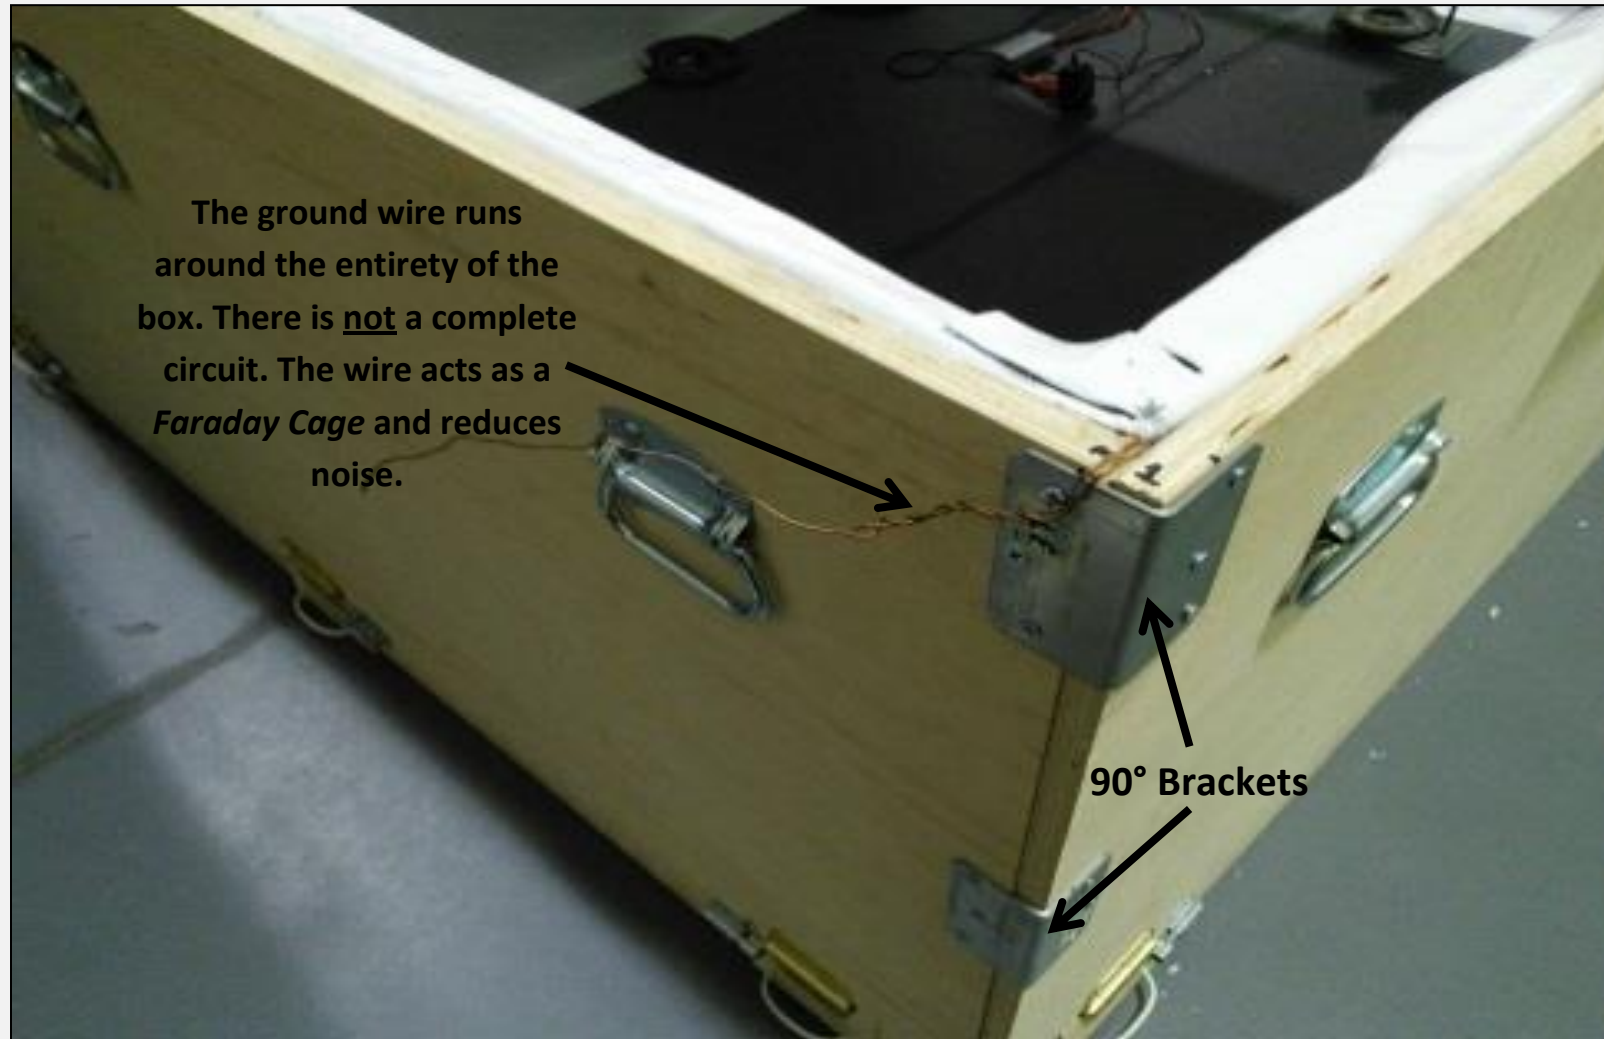 The ground wire runs
around the entirety of the
box. There is not a complete
circuit. The wire acts as a
Faraday Cage and reduces
noise.
1
90° Brackets